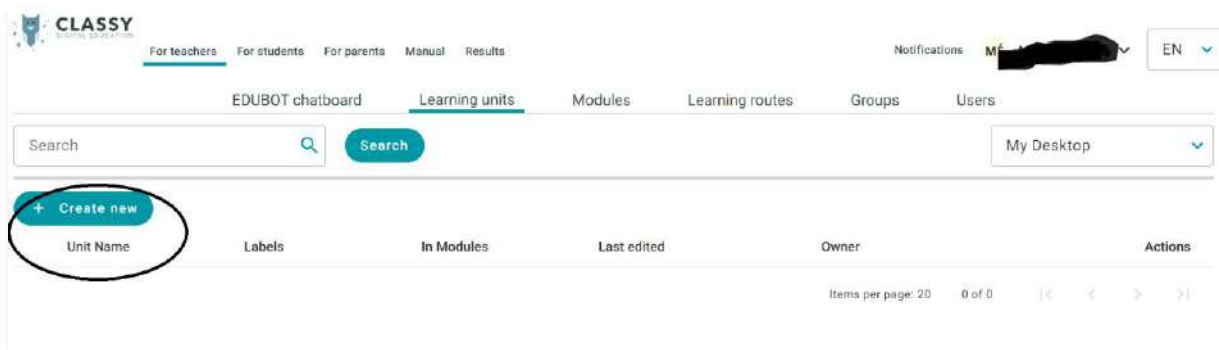 CLASSY
DIGITAL EDUCATION
For teachers For students For parents Manual Results Notifications EN
EDUBOT chatboard Learning units Modules Learning routes Groups Users
Search Search My Desktop
+ Create new
Unit Name Labels In Modules Last edited Owner Actions
Items per page: 20 0 of 0